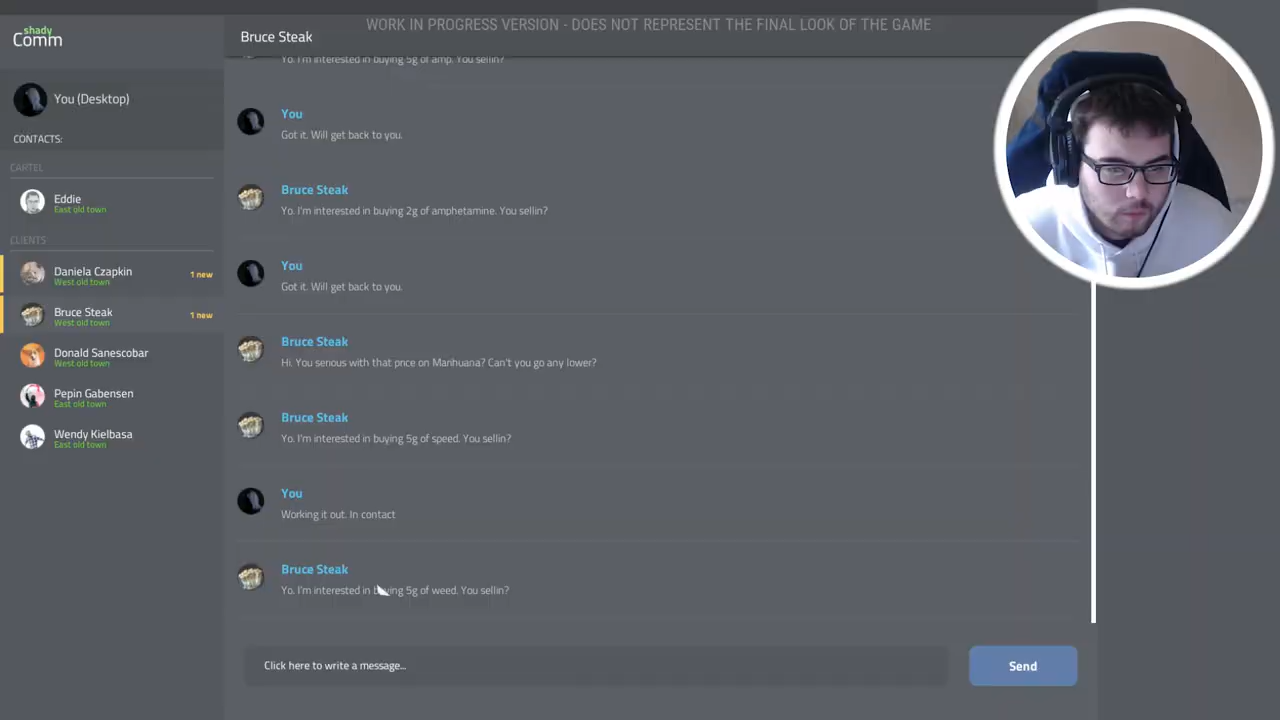 WORK IN PROGRESS VERSION - DOES NOT REPRESENT THE FINAL LOOK OF THE GAME
shady
Comm
Bruce Steak
You (Desktop)
CONTACTS:
CARTEL
Eddie
East old town
CLIENTS
Daniela Czapkin
West old town
1 new
Bruce Steak
West old town
1 new
Donald Sanescobar
West old town
Pepin Gabensen
East old town
Wendy Kielbasa
East old town
Yo. I'm interested in buying 5g of amp. You sellin?
You
Got it. Will get back to you.
Bruce Steak
Yo. I'm interested in buying 2g of amphetamine. You sellin?
You
Got it. Will get back to you.
Bruce Steak
Hi. You serious with that price on Marihuana? Can't you go any lower?
Bruce Steak
Yo. I'm interested in buying 5g of speed. You sellin?
You
Working it out. In contact
Bruce Steak
Yo. I'm interested in buying 5g of weed. You sellin?
Click here to write a message...
Send